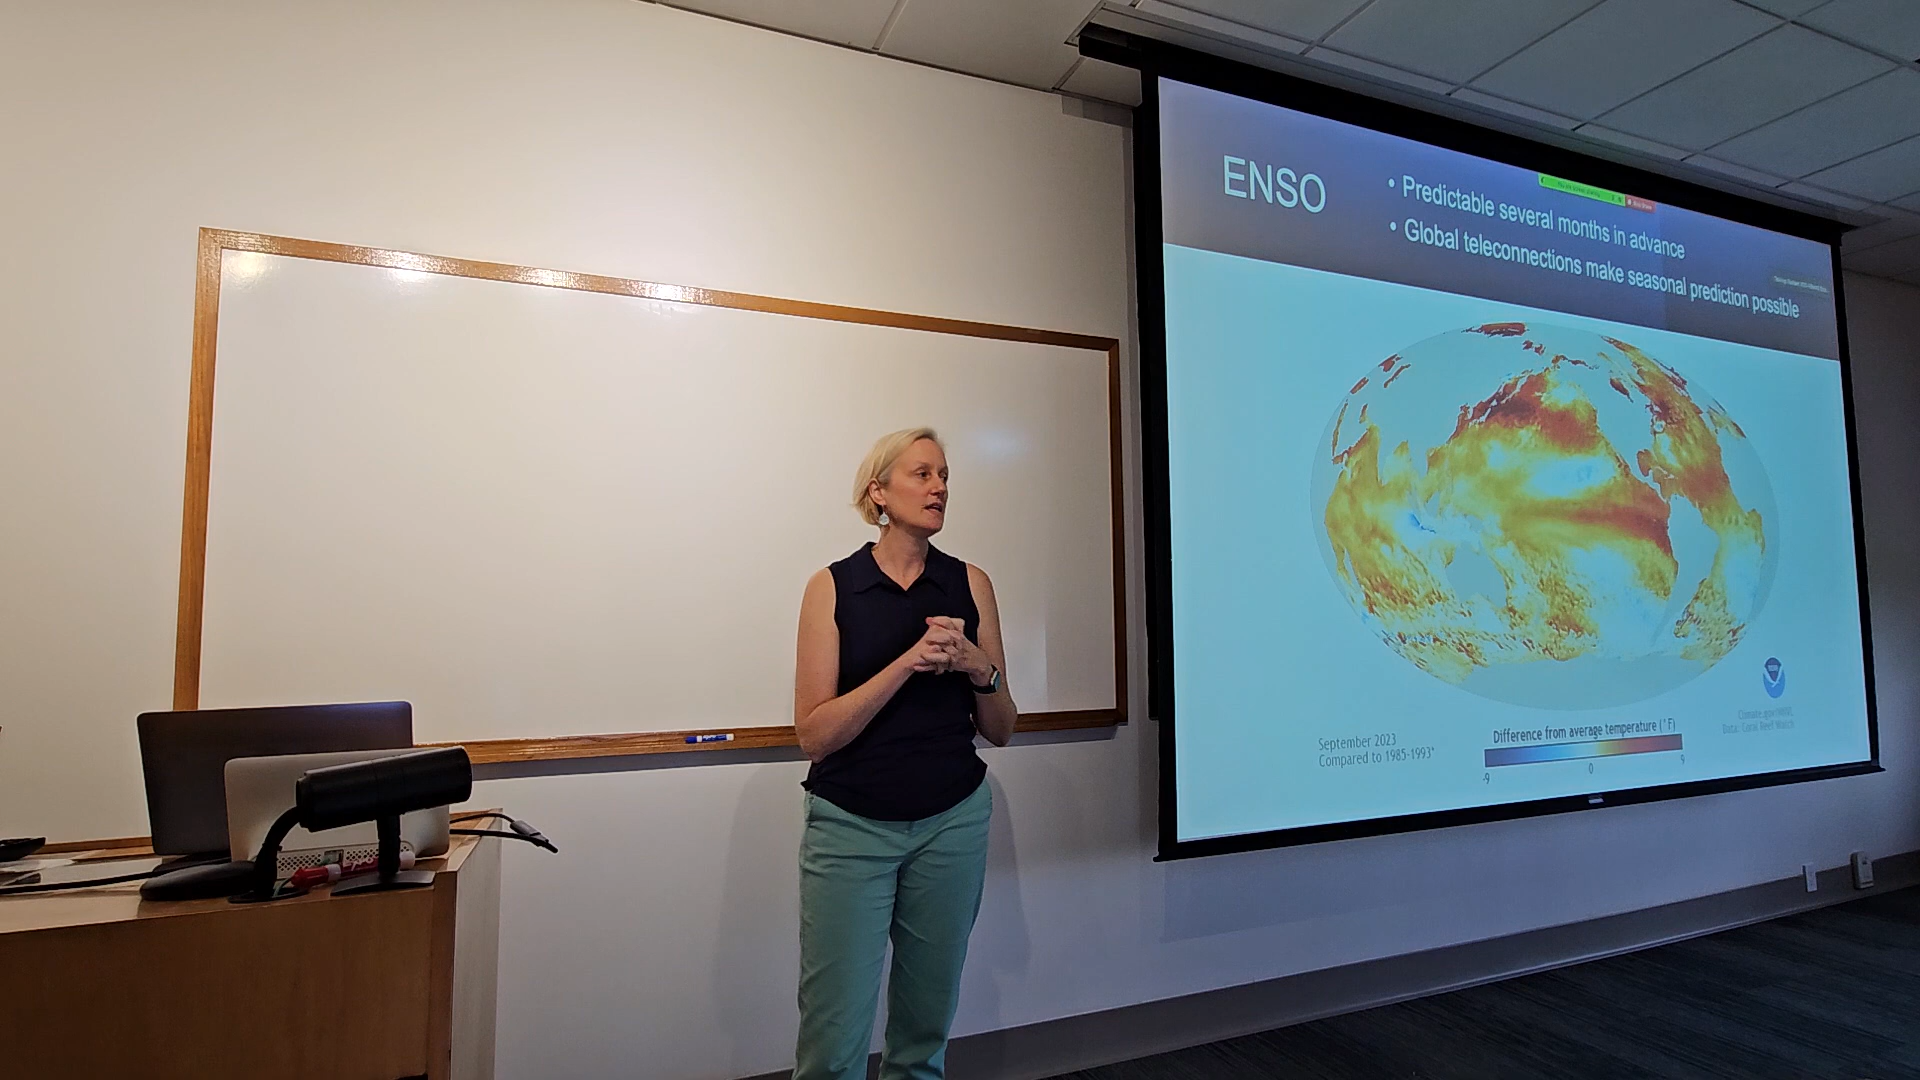 ENSO
• Predictable several months in advance
• Global teleconnections make seasonal prediction possible
September 2023
Compared to 1985-1993*
Difference from average temperature (°F)
-9 0 9
Climate.gov/NNVL
Data: Coral Reef Watch